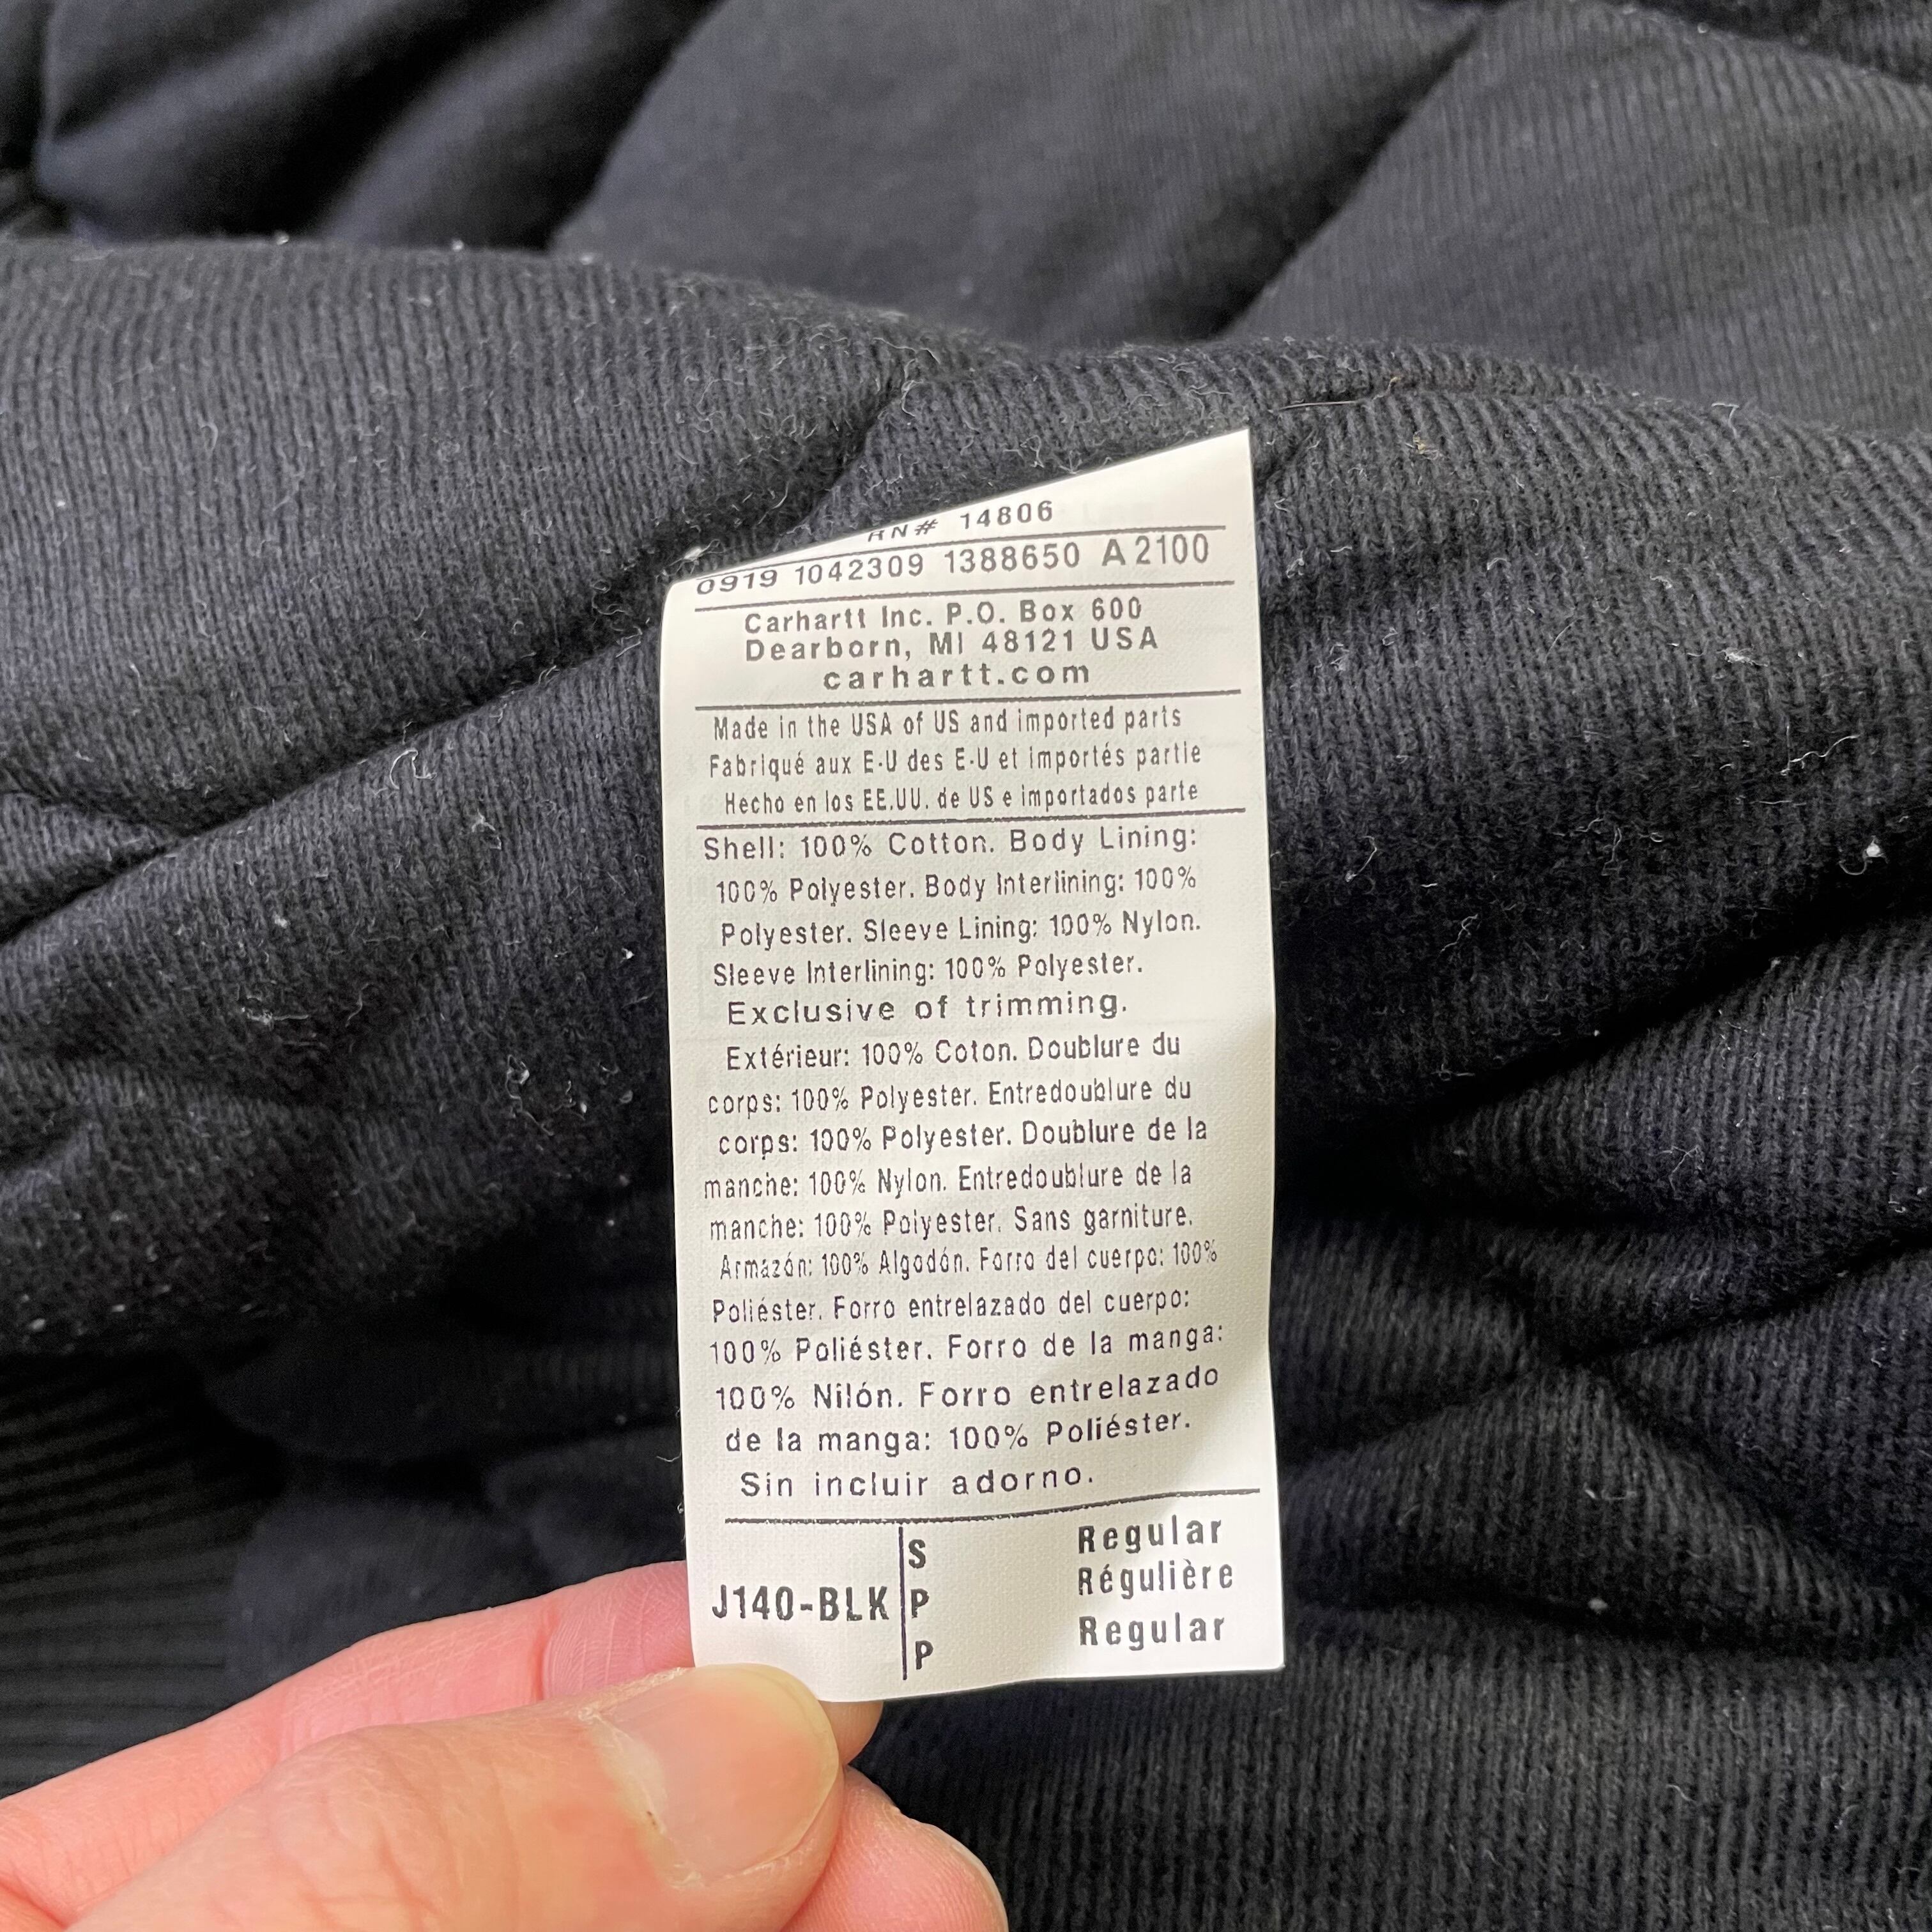 RN# 14806
0919 1042309 1388650 A 2100
Carhartt Inc. P.O. Box 600
Dearborn, MI 48121 USA
carhartt.com
Made in the USA of US and imported parts
Fabriqué aux E-U des E-U et importés partie
Hecho en los EE.UU. de US e importados parte
Shell: 100% Cotton. Body Lining:
100% Polyester. Body Interlining: 100%
Polyester. Sleeve Lining: 100% Nylon.
Sleeve Interlining: 100% Polyester.
Exclusive of trimming.
Extérieur: 100% Coton. Doublure du
corps: 100% Polyester. Entredoublure du
corps: 100% Polyester. Doublure de la
manche: 100% Nylon. Entredoublure de la
manche: 100% Polyester. Sans garniture.
Armazón: 100% Algodón. Forro del cuerpo: 100%
Poliéster. Forro entrelazado del cuerpo:
100% Poliéster. Forro de la manga:
100% Nilón. Forro entrelazado
de la manga: 100% Poliéster.
Sin incluir adorno.
J140-BLK
S Regular
P Régulière
P Regular